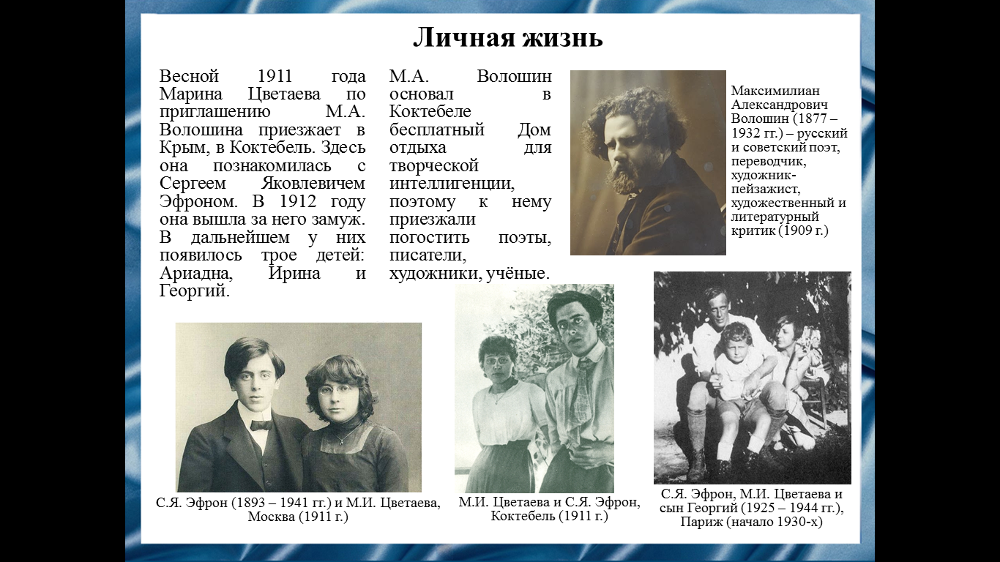 Личная жизнь
Весной 1911 года
Марина Цветаева по
приглашению М.А.
Волошина приезжает в
Крым, в Коктебель. Здесь
она познакомилась с
Сергеем Яковлевичем
Эфроном. В 1912 году
она вышла за него замуж.
В дальнейшем у них
появилось трое детей:
Ариадна, Ирина и
Георгий.
М.А. Волошин
основал в
Коктебеле
бесплатный Дом
отдыха для
творческой
интеллигенции,
поэтому к нему
приезжали
погостить поэты,
писатели,
художники, учёные.
Максимилиан
Александрович
Волошин (1877 –
1932 гг.) – русский
и советский поэт,
переводчик,
художник-
пейзажист,
художественный и
литературный
критик (1909 г.)
С.Я. Эфрон (1893 – 1941 гг.) и М.И. Цветаева,
Москва (1911 г.)
М.И. Цветаева и С.Я. Эфрон,
Коктебель (1911 г.)
С.Я. Эфрон, М.И. Цветаева и
сын Георгий (1925 – 1944 гг.),
Париж (начало 1930-х)